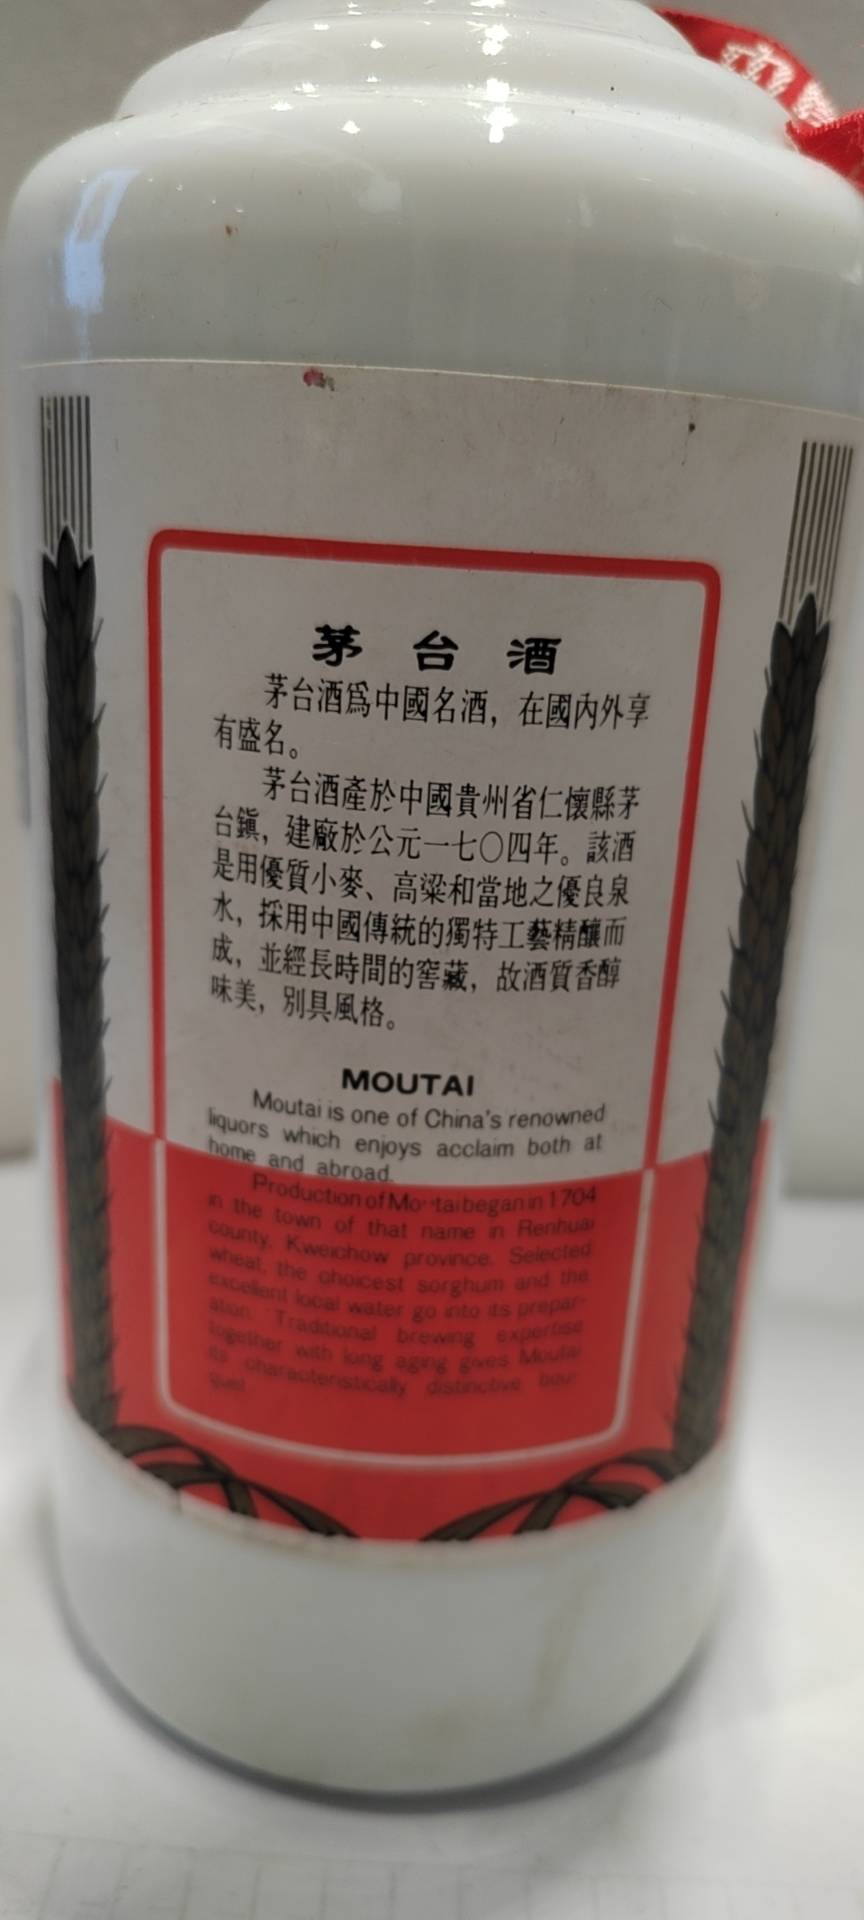 中國
茅台酒
茅台酒爲中國名酒，在國內外享
有盛名。
茅台酒產於中國貴州省仁懷縣茅
台鎮，建廠於公元一七〇四年。該酒
是用優質小麥、高粱和當地之優良泉
水，採用中國傳統的獨特工藝精釀而
成，並經長時間的窖藏，故酒質香醇
味美，別具風格。
MOUTAI
Moutai is one of China's renowned
liquors which enjoys acclaim both at
home and abroad.
Production of Moutai began in 1704
in the town of that name in Renhuai
county, Kweichow province. Selected
wheat, the choicest sorghum and the
excellent local water go into its prepar-
ation. Traditional brewing expertise
together with long aging gives Moutai
its characteristically distinctive bou-
quet.